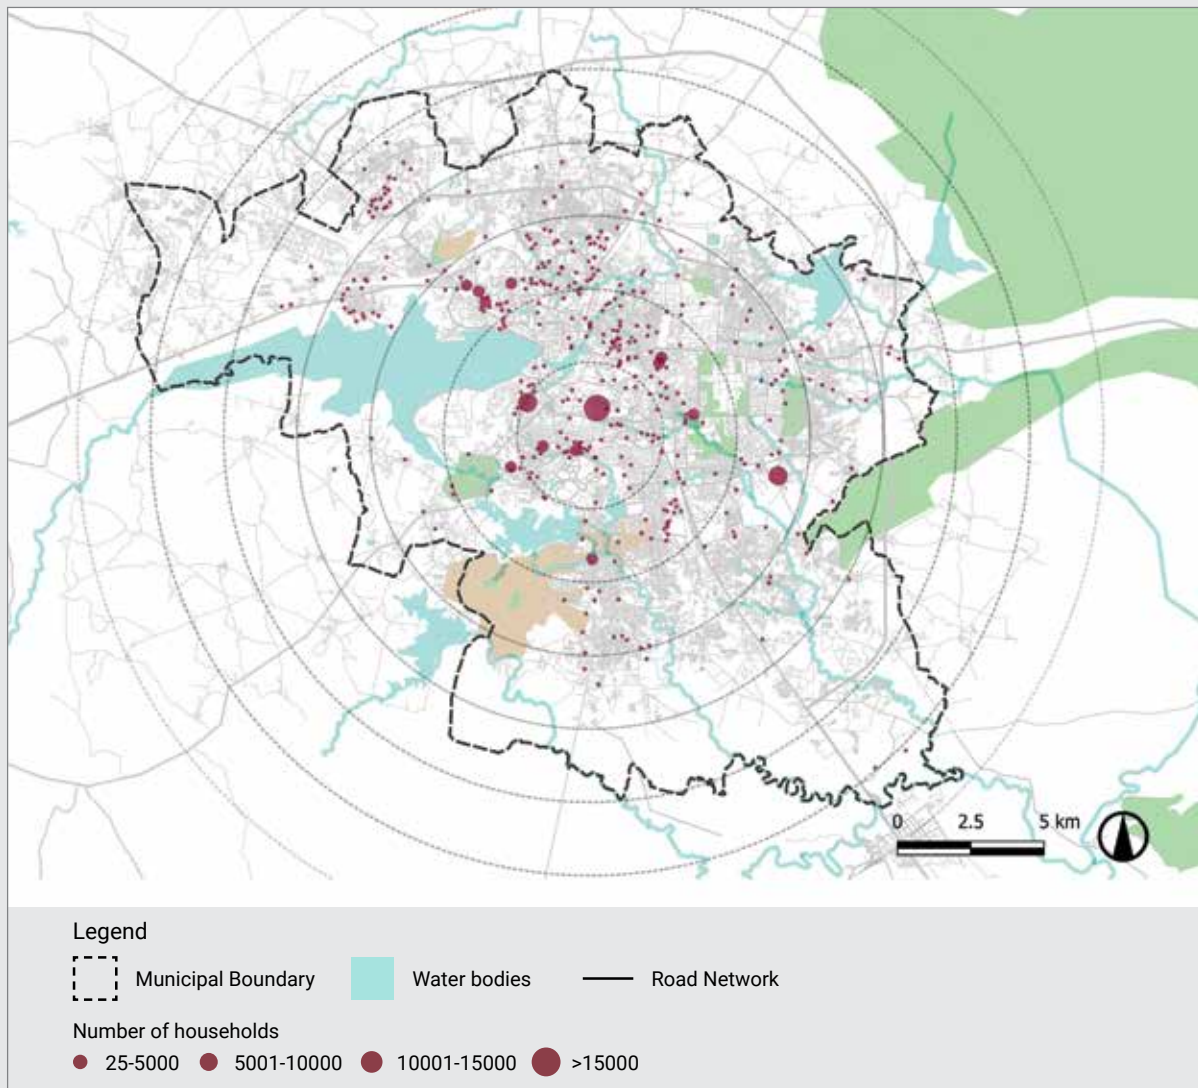 0 2.5 5 km
Legend
Municipal Boundary Water bodies Road Network
Number of households
25-5000 5001-10000 10001-15000 >15000